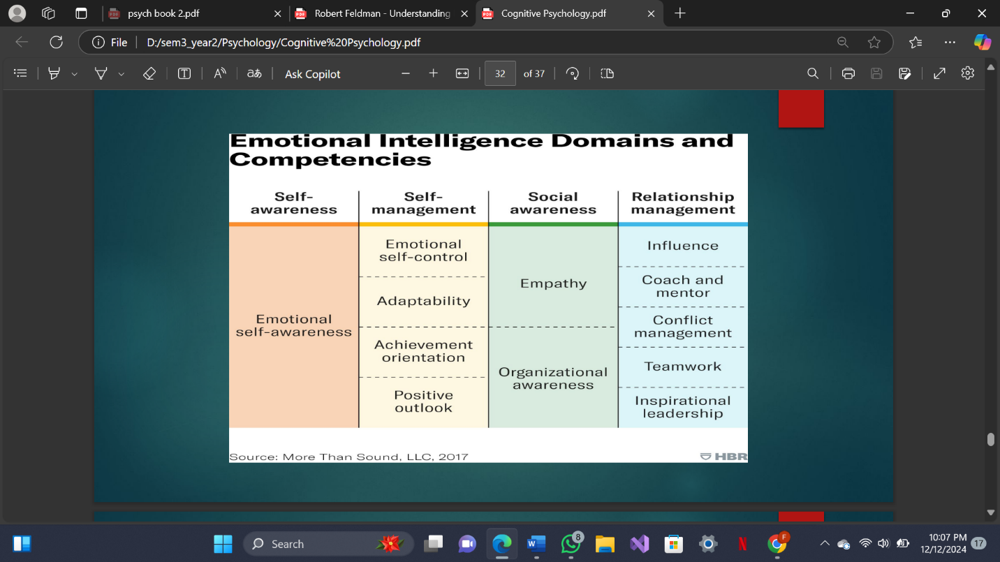 psych book 2.pdf
Robert Feldman - Understanding
Cognitive Psychology.pdf
File
D:/sem3_year2/Psychology/Cognitive%20Psychology.pdf
Ask Copilot
32
of 37
Emotional Intelligence Domains and
Competencies
Self-
awareness
Self-
management
Social
awareness
Relationship
management
Emotional
self-awareness
Emotional
self-control
Adaptability
Achievement
orientation
Positive
outlook
Empathy
Organizational
awareness
Influence
Coach and
mentor
Conflict
management
Teamwork
Inspirational
leadership
Source: More Than Sound, LLC, 2017
HBR
Search
8
F
10:07 PM
12/12/2024
17